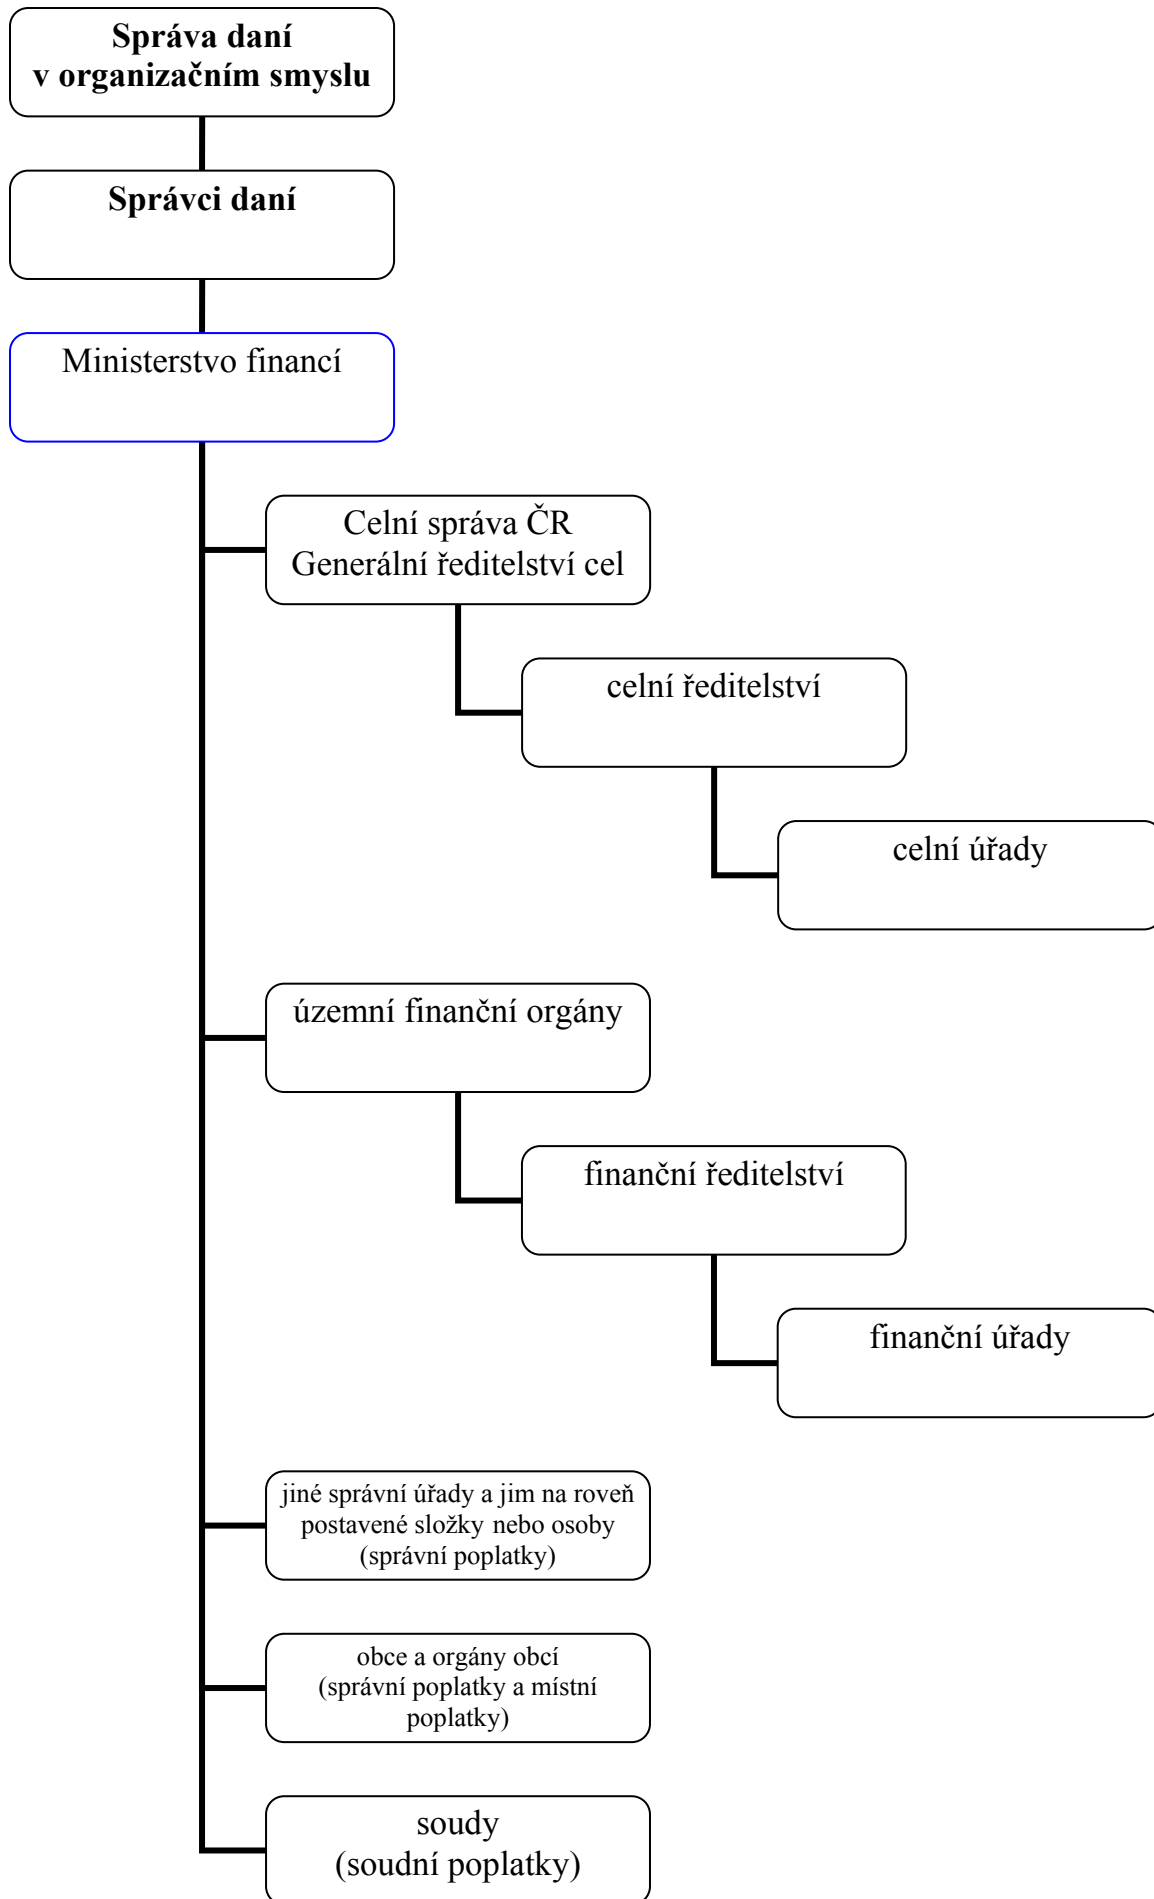 Správa daní
v organizačním smyslu
Správci daní
Ministerstvo financí
Celní správa ČR
Generální ředitelství cel
celní ředitelství
celní úřady
územní finanční orgány
finanční ředitelství
finanční úřady
jiné správní úřady a jim na roveň
postavené složky nebo osoby
(správní poplatky)
obce a orgány obcí
(správní poplatky a místní
poplatky)
soudy
(soudní poplatky)